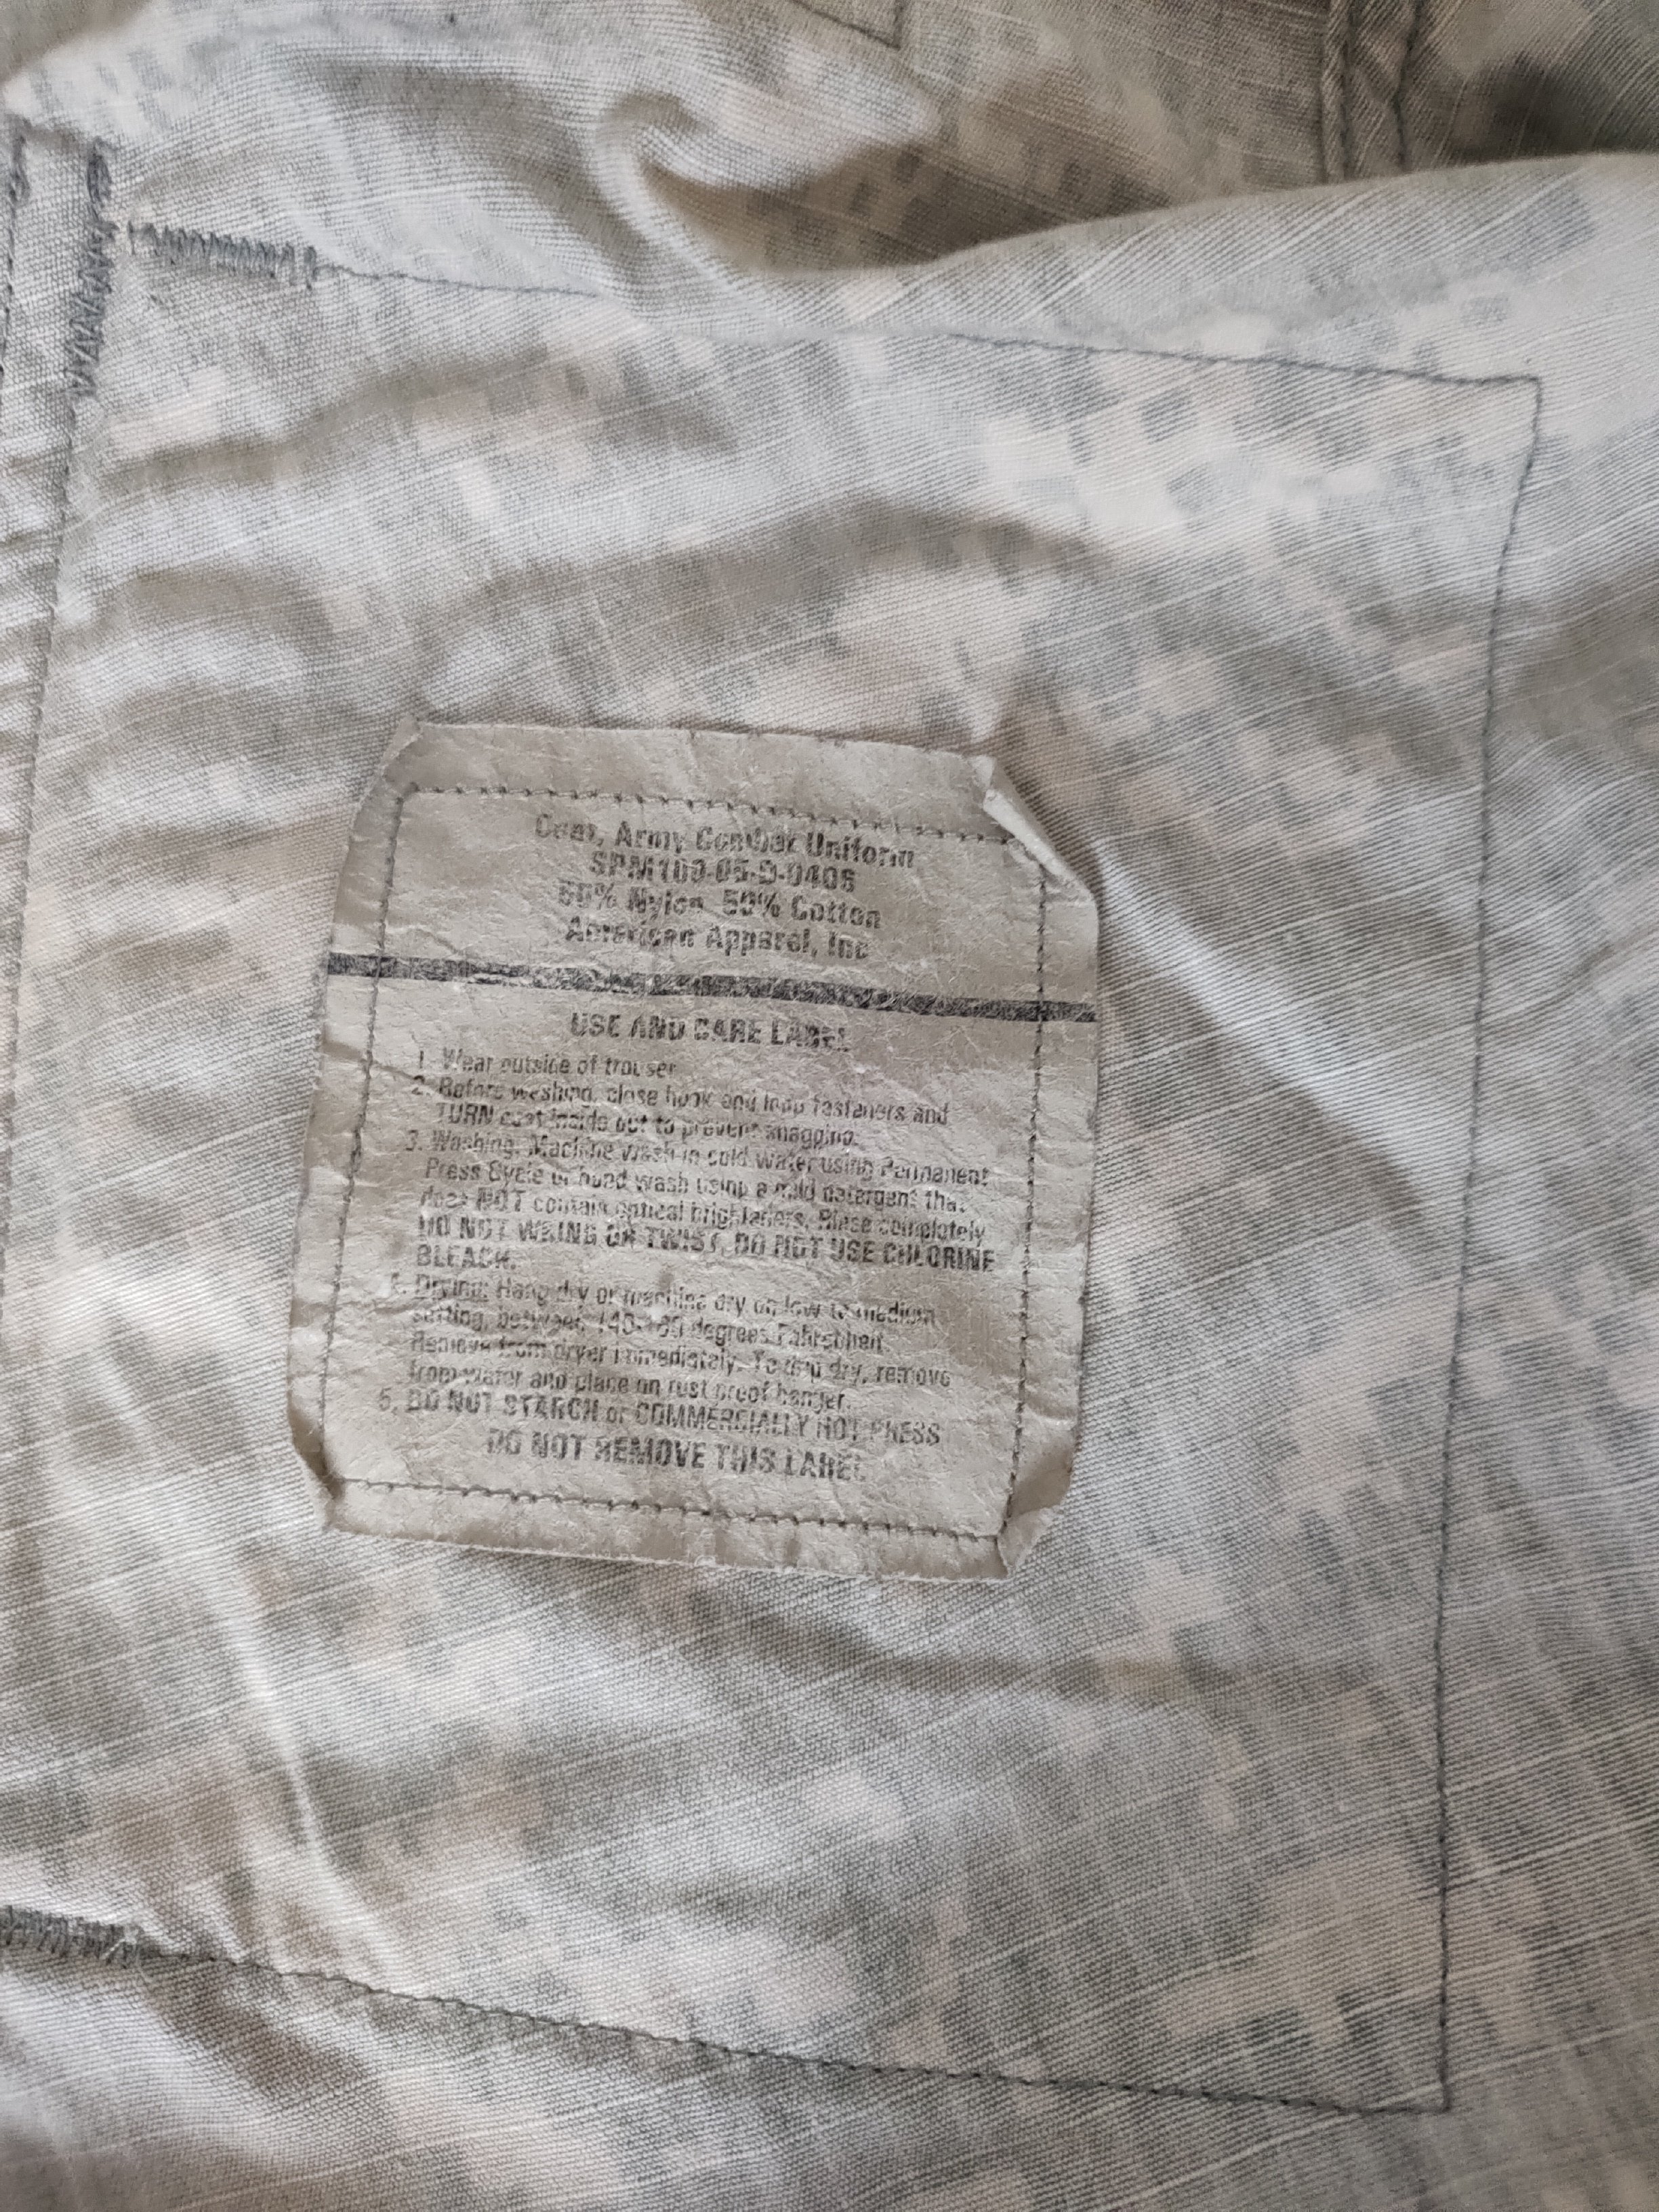 Coat, Army Combat Uniform
SPM100-05-D-0406
50% Nylon 50% Cotton
American Apparel, Inc
USE AND CARE LABEL
1. Wear outside of trouser
2. Before washing, close hook and loop fasteners and
TURN coat inside out to prevent snagging.
3. Washing: Machine wash in cold water using Permanent
Press Cycle or hand wash using a mild detergent that
does NOT contain optical brighteners. Rinse completely
DO NOT WRING OR TWIST, DO NOT USE CHLORINE
BLEACH.
4. Drying: Hang dry or machine dry on low to medium
setting, between 140-160 degrees Fahrenheit
Remove from dryer immediately. To drip dry, remove
from water and place on rust proof hanger.
5. DO NOT STARCH or COMMERCIALLY HOT PRESS
DO NOT REMOVE THIS LABEL